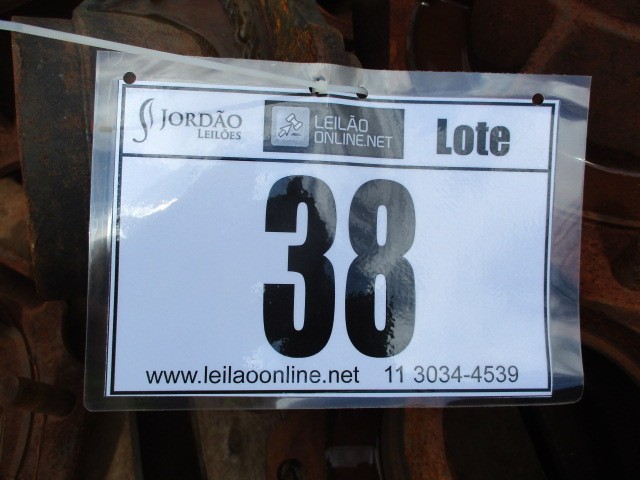 JORDÃO
LEILÕES
LEILÃO
ONLINE.NET
Lote
38
www.leilaoonline.net 11 3034-4539